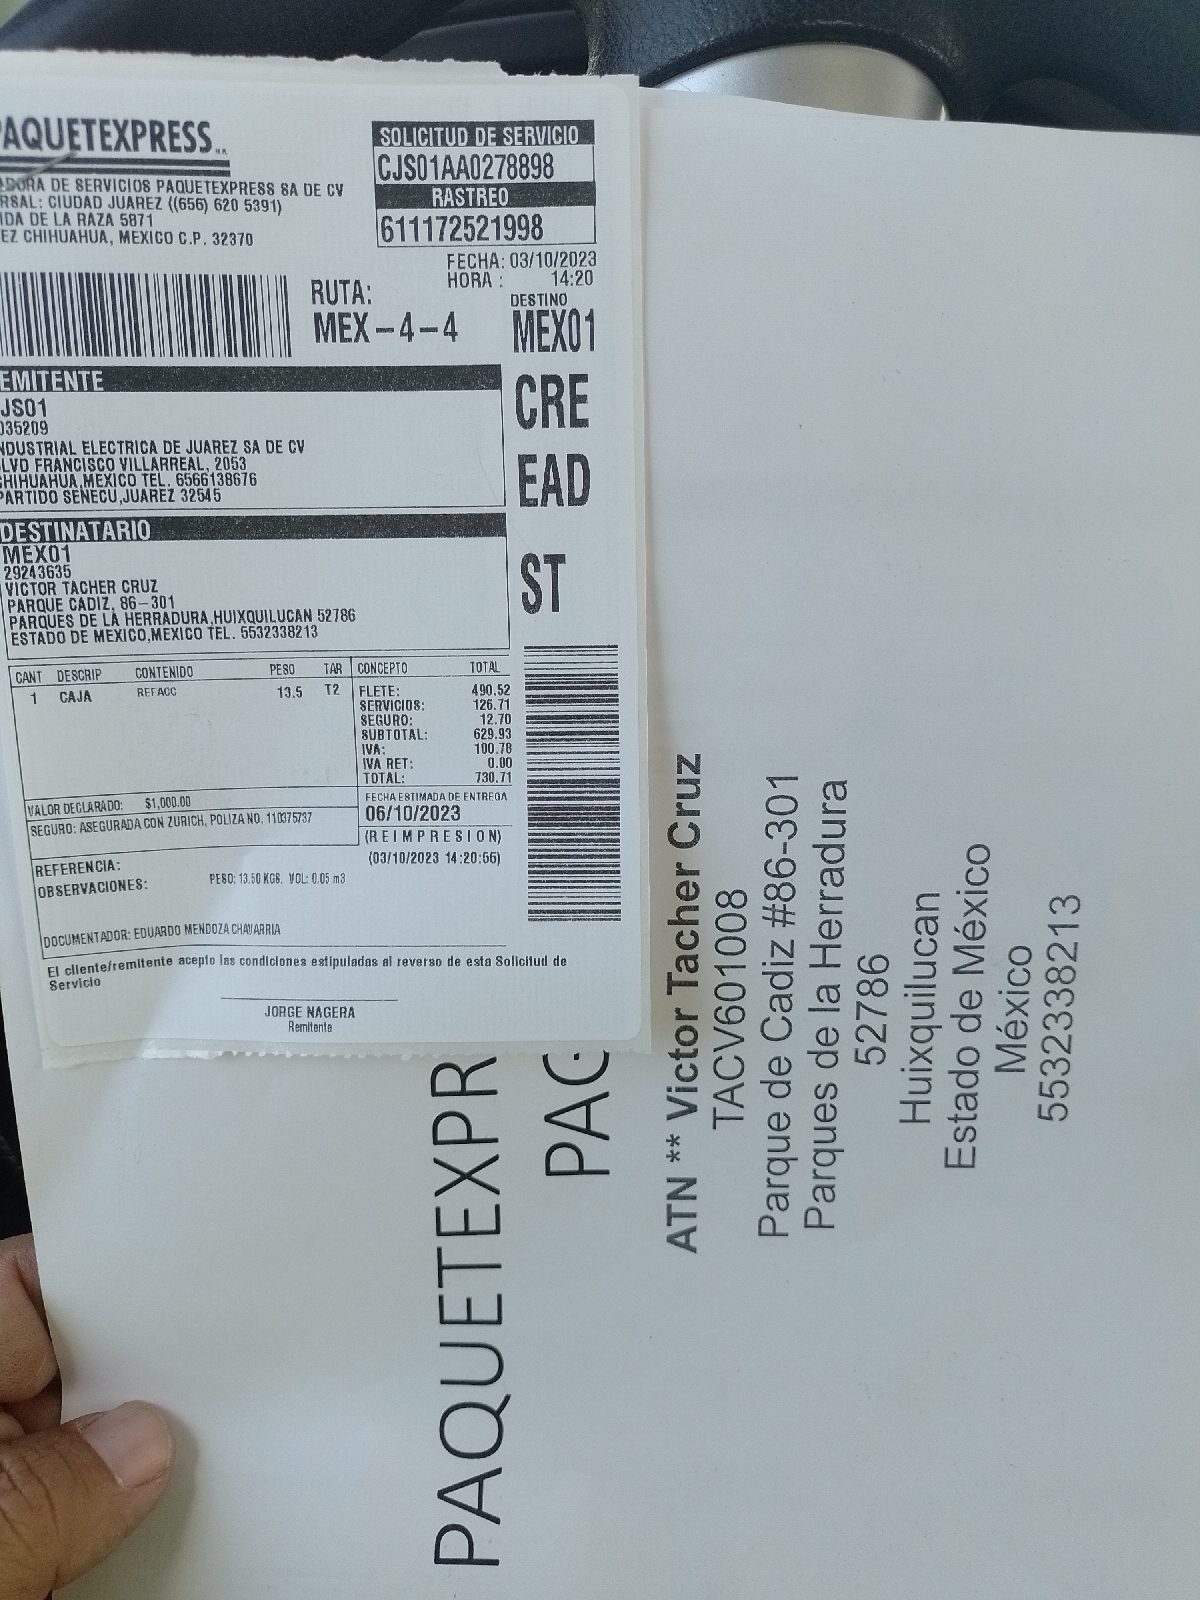 PAQUETEXPRESS
DE SERVICIOS PAQUETEXPRESS SA DE CV
RSAL: CIUDAD JUAREZ ((656) 620 5391)
IDA DE LA RAZA 5871
EZ CHIHUAHUA, MEXICO C.P. 32370
SOLICITUD DE SERVICIO
CJS01AA0278898
RASTREO
611172521998
FECHA: 03/10/2023
HORA : 14:20
RUTA:
MEX-4-4
DESTINO
MEX01
CRE
EAD
ST
EMITENTE
JS01
035209
NDUSTRIAL ELECTRICA DE JUAREZ SA DE CV
LVD FRANCISCO VILLARREAL, 2053
CHIHUAHUA,MEXICO TEL. 6566138676
PARTIDO SENECU,JUAREZ 32545
DESTINATARIO
MEX01
29243635
VICTOR TACHER CRUZ
PARQUE CADIZ, 86-301
PARQUES DE LA HERRADURA,HUIXQUILUCAN 52786
ESTADO DE MEXICO,MEXICO TEL. 5532338213
CANT DESCRIP CONTENIDO PESO TAR CONCEPTO TOTAL
1 CAJA REFACC 13.5 T2
FLETE: 490.52
SERVICIOS: 126.71
SEGURO: 12.70
SUBTOTAL: 629.93
IVA: 100.78
IVA RET: 0.00
TOTAL: 730.71
VALOR DECLARADO: $1,000.00
SEGURO: ASEGURADA CON ZURICH, POLIZA NO. 110375737
FECHA ESTIMADA DE ENTREGA
06/10/2023
(REIMPRESION)
(03/10/2023 14:20:56)
REFERENCIA:
OBSERVACIONES: PESO: 13.50 KGS. VOL: 0.05 m3
DOCUMENTADOR: EDUARDO MENDOZA CHAVARRIA
El cliente/remitente acepto las condiciones estipuladas al reverso de esta Solicitud de
Servicio
JORGE NAGERA
Remitente
PAQUETEXPR
PAG
ATN ** Victor Tacher Cruz
TACV601008
Parque de Cadiz #86-301
Parques de la Herradura
52786
Huixquilucan
Estado de México
México
5532338213